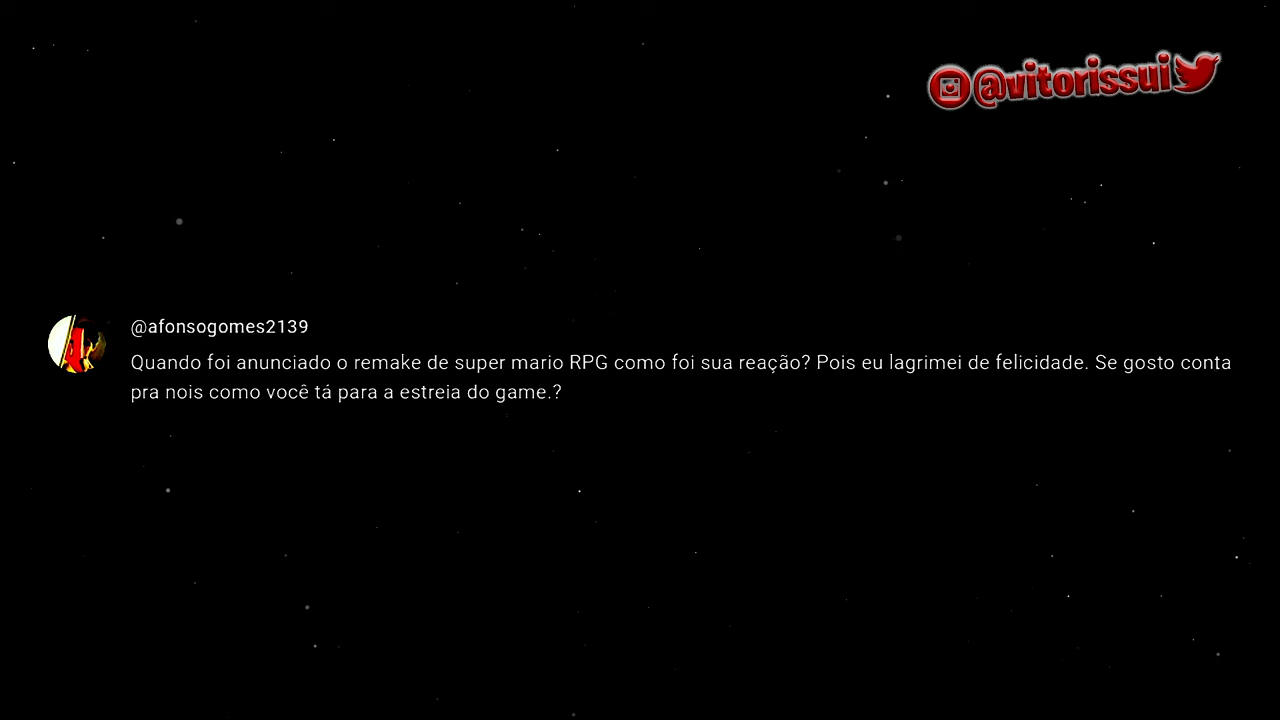 @vitorissui
@afonsogomes2139
Quando foi anunciado o remake de super mario RPG como foi sua reação? Pois eu lagrimei de felicidade. Se gosto conta
pra nois como você tá para a estreia do game.?